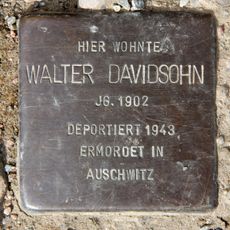 HIER WOHNTE
WALTER DAVIDSOHN
JG. 1902
DEPORTIERT 1943
ERMORDET IN
AUSCHWITZ